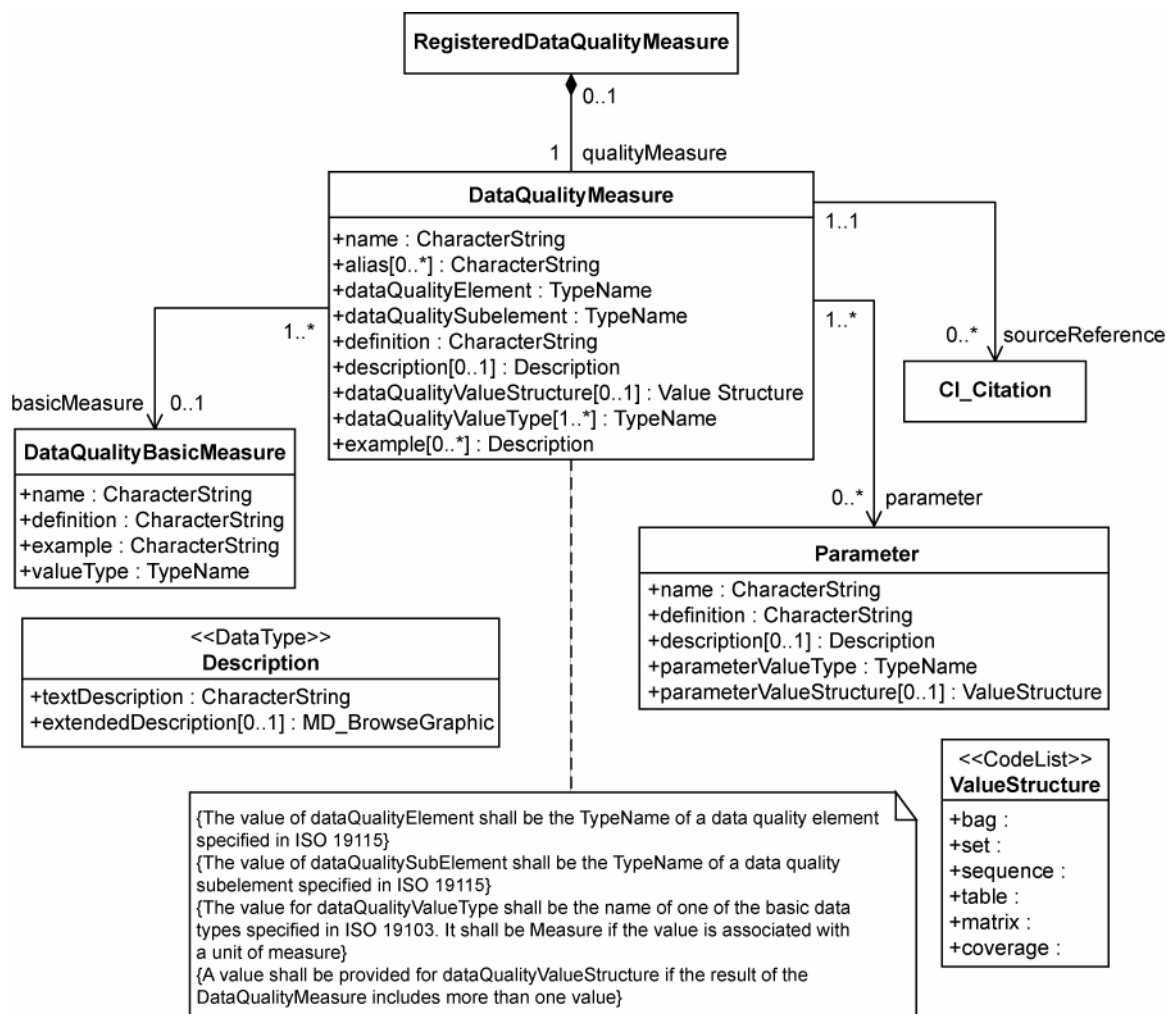 RegisteredDataQualityMeasure
0..1
1 qualityMeasure
DataQualityMeasure
+name : CharacterString
+alias[0..*] : CharacterString
+dataQualityElement : TypeName
+dataQualitySubelement : TypeName
+definition : CharacterString
+description[0..1] : Description
+dataQualityValueStructure[0..1] : Value Structure
+dataQualityValueType[1..*] : TypeName
+example[0..*] : Description
1..1
0..* sourceReference
CI_Citation
1..*
basicMeasure 0..1
DataQualityBasicMeasure
+name : CharacterString
+definition : CharacterString
+example : CharacterString
+valueType : TypeName
1..*
0..* parameter
Parameter
+name : CharacterString
+definition : CharacterString
+description[0..1] : Description
+parameterValueType : TypeName
+parameterValueStructure[0..1] : ValueStructure
<<DataType>>
Description
+textDescription : CharacterString
+extendedDescription[0..1] : MD_BrowseGraphic
<<CodeList>>
ValueStructure
+bag :
+set :
+sequence :
+table :
+matrix :
+coverage :
{The value of dataQualityElement shall be the TypeName of a data quality element
specified in ISO 19115}
{The value of dataQualitySubElement shall be the TypeName of a data quality
subelement specified in ISO 19115}
{The value for dataQualityValueType shall be the name of one of the basic data
types specified in ISO 19103. It shall be Measure if the value is associated with
a unit of measure}
{A value shall be provided for dataQualityValueStructure if the result of the
DataQualityMeasure includes more than one value}